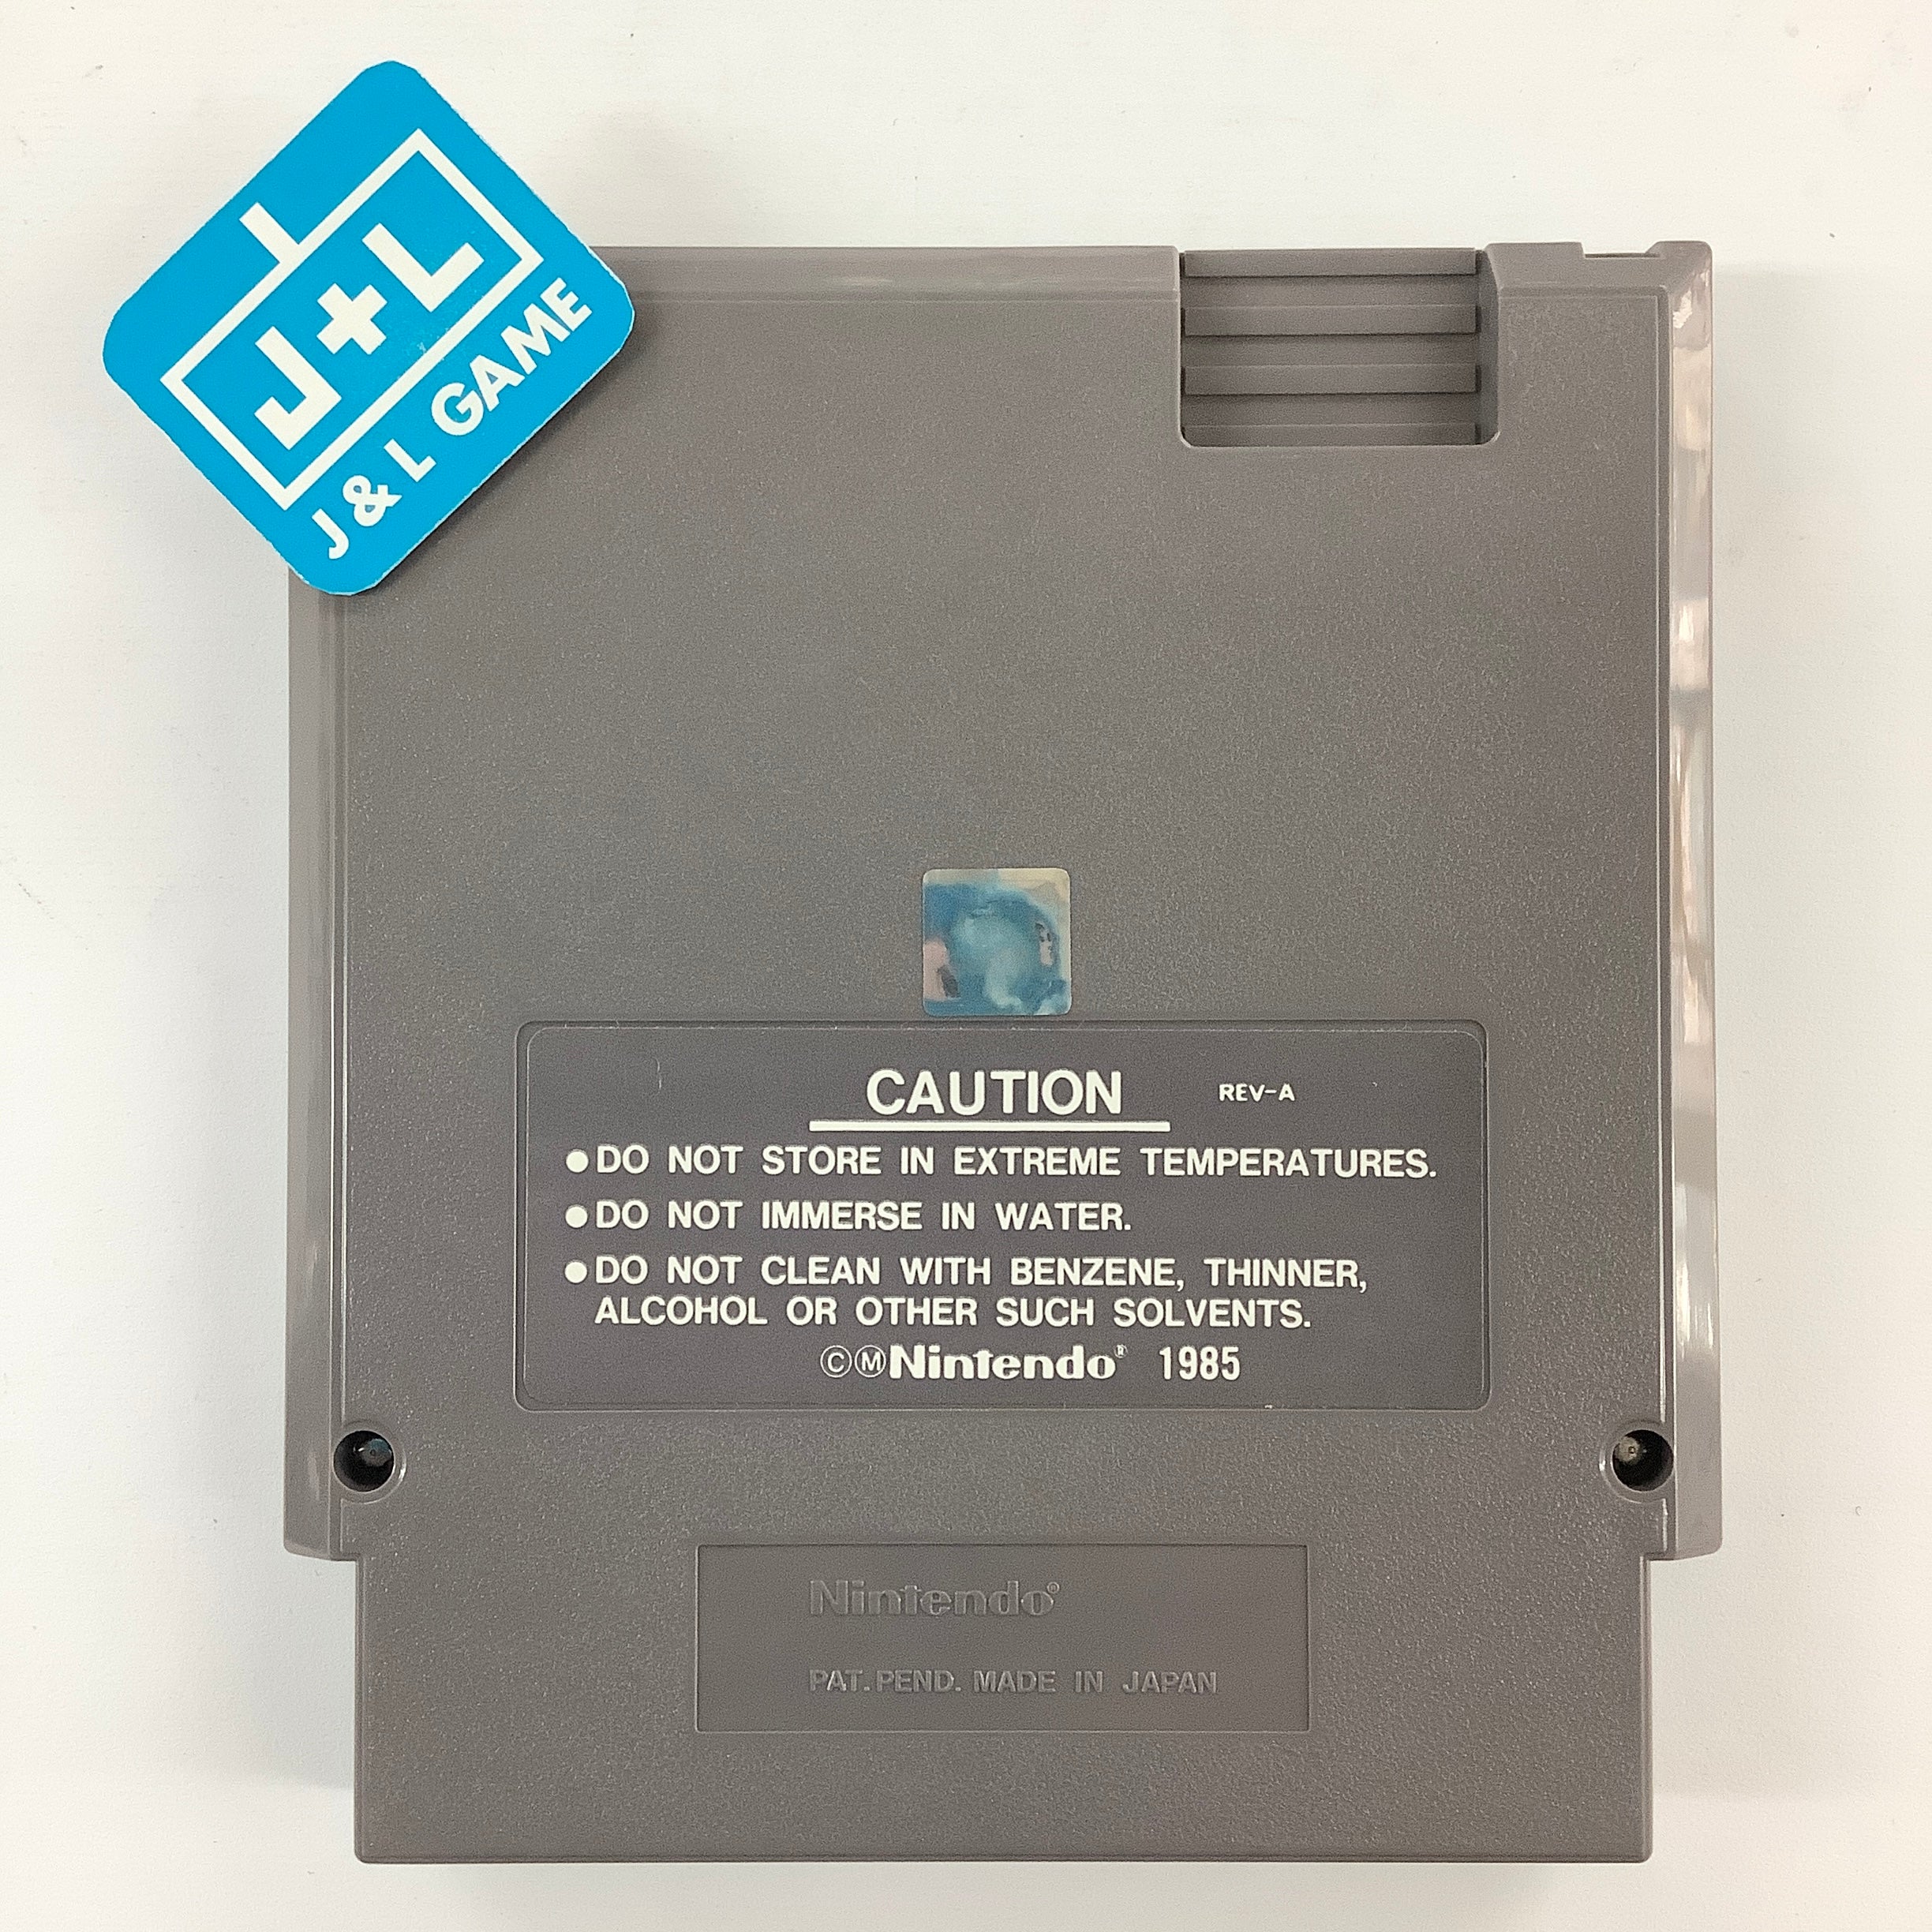 J+L
J & L GAME
CAUTION REV-A
●DO NOT STORE IN EXTREME TEMPERATURES.
●DO NOT IMMERSE IN WATER.
●DO NOT CLEAN WITH BENZENE, THINNER,
ALCOHOL OR OTHER SUCH SOLVENTS.
©ⓂNintendo® 1985
Nintendo®
PAT. PEND. MADE IN JAPAN